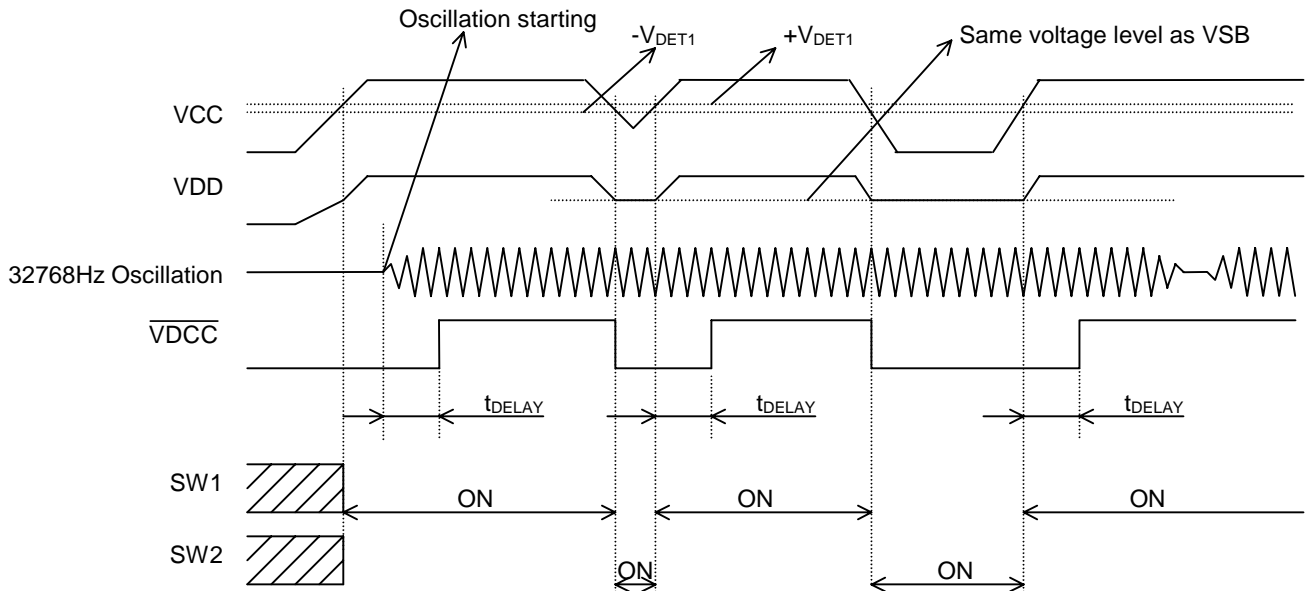 Oscillation starting
-VDET1
+VDET1
Same voltage level as VSB
VCC
VDD
32768Hz Oscillation
VDCC
tDELAY
tDELAY
tDELAY
SW1
ON
ON
ON
SW2
ON
ON